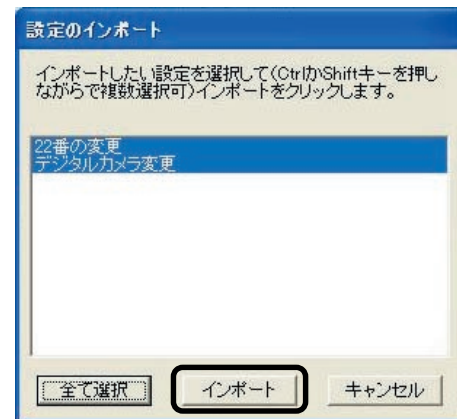 設定のインポート
インポートしたい設定を選択して(CtrlかShiftキーを押し
ながらで複数選択可)インポートをクリックします。
22番の変更
デジタルカメラ変更
全て選択 インポート キャンセル